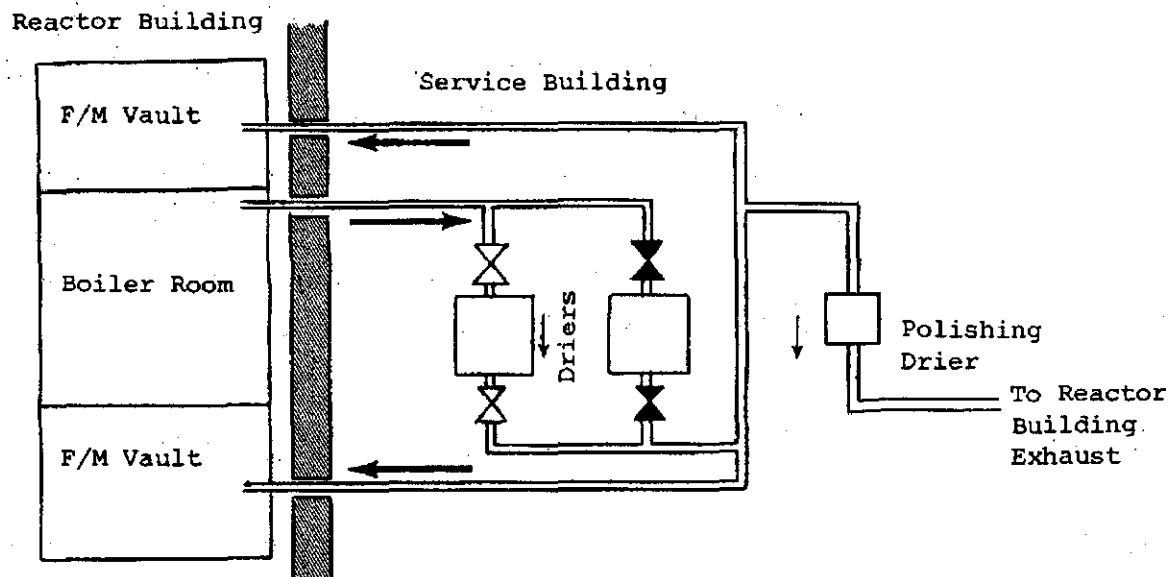 Reactor Building
Service Building
F/M Vault
Boiler Room
Driers
Polishing
Drier
F/M Vault
To Reactor
Building
Exhaust